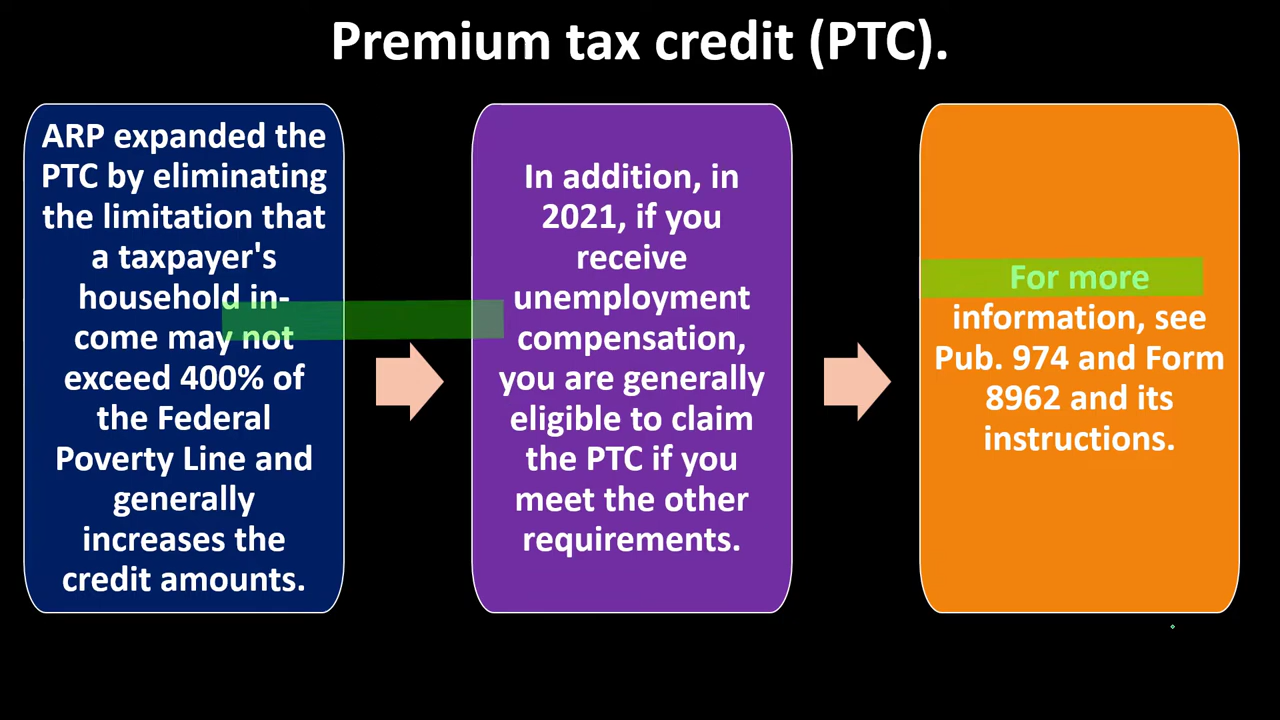 Premium tax credit (PTC).
ARP expanded the
PTC by eliminating
the limitation that
a taxpayer's
household in-
come may not
exceed 400% of
the Federal
Poverty Line and
generally
increases the
credit amounts.
In addition, in
2021, if you
receive
unemployment
compensation,
you are generally
eligible to claim
the PTC if you
meet the other
requirements.
For more
information, see
Pub. 974 and Form
8962 and its
instructions.